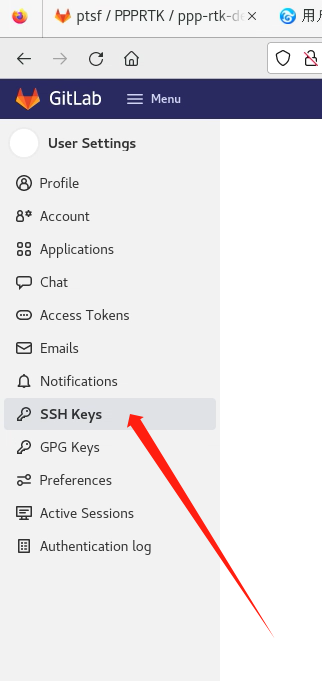 ptsf / PPPRTK / ppp-rtk-de
GitLab
Menu
User Settings
Profile
Account
Applications
Chat
Access Tokens
Emails
Notifications
SSH Keys
GPG Keys
Preferences
Active Sessions
Authentication log